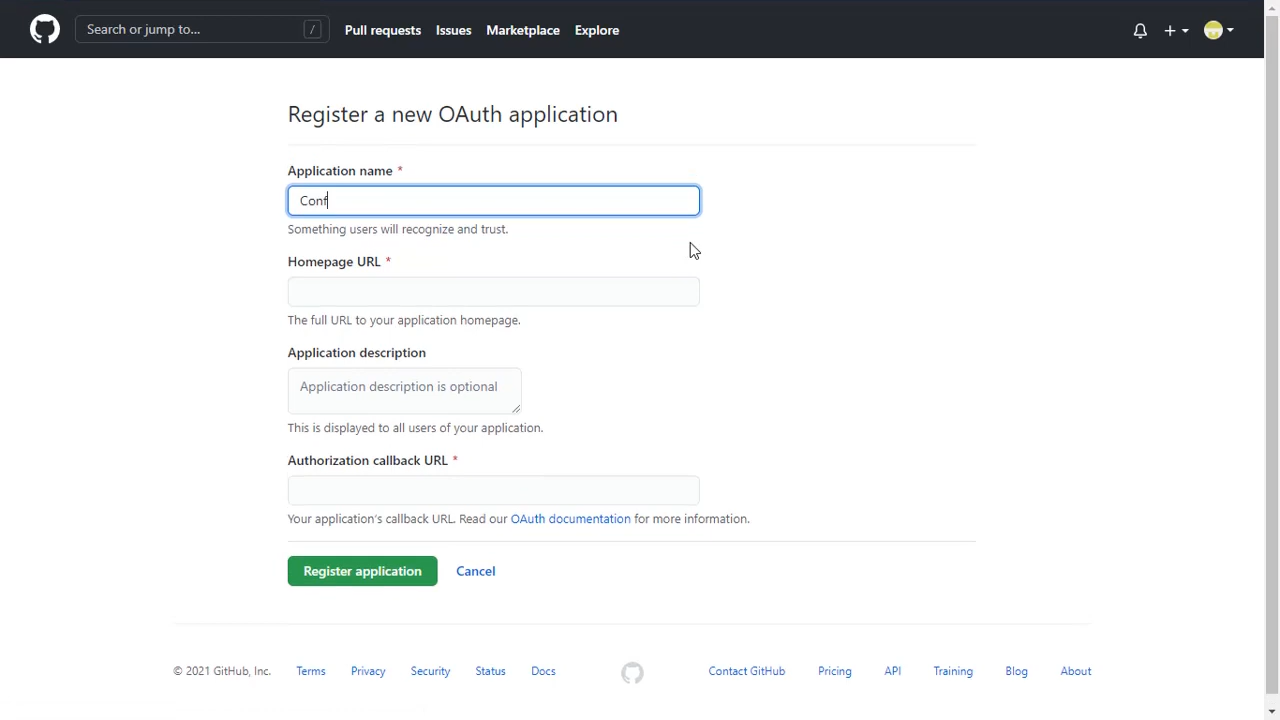 Search or jump to... /
Pull requests Issues Marketplace Explore
Register a new OAuth application
Application name *
Conf
Something users will recognize and trust.
Homepage URL *
The full URL to your application homepage.
Application description
Application description is optional
This is displayed to all users of your application.
Authorization callback URL *
Your application's callback URL. Read our OAuth documentation for more information.
Register application Cancel
© 2021 GitHub, Inc. Terms Privacy Security Status Docs Contact GitHub Pricing API Training Blog About